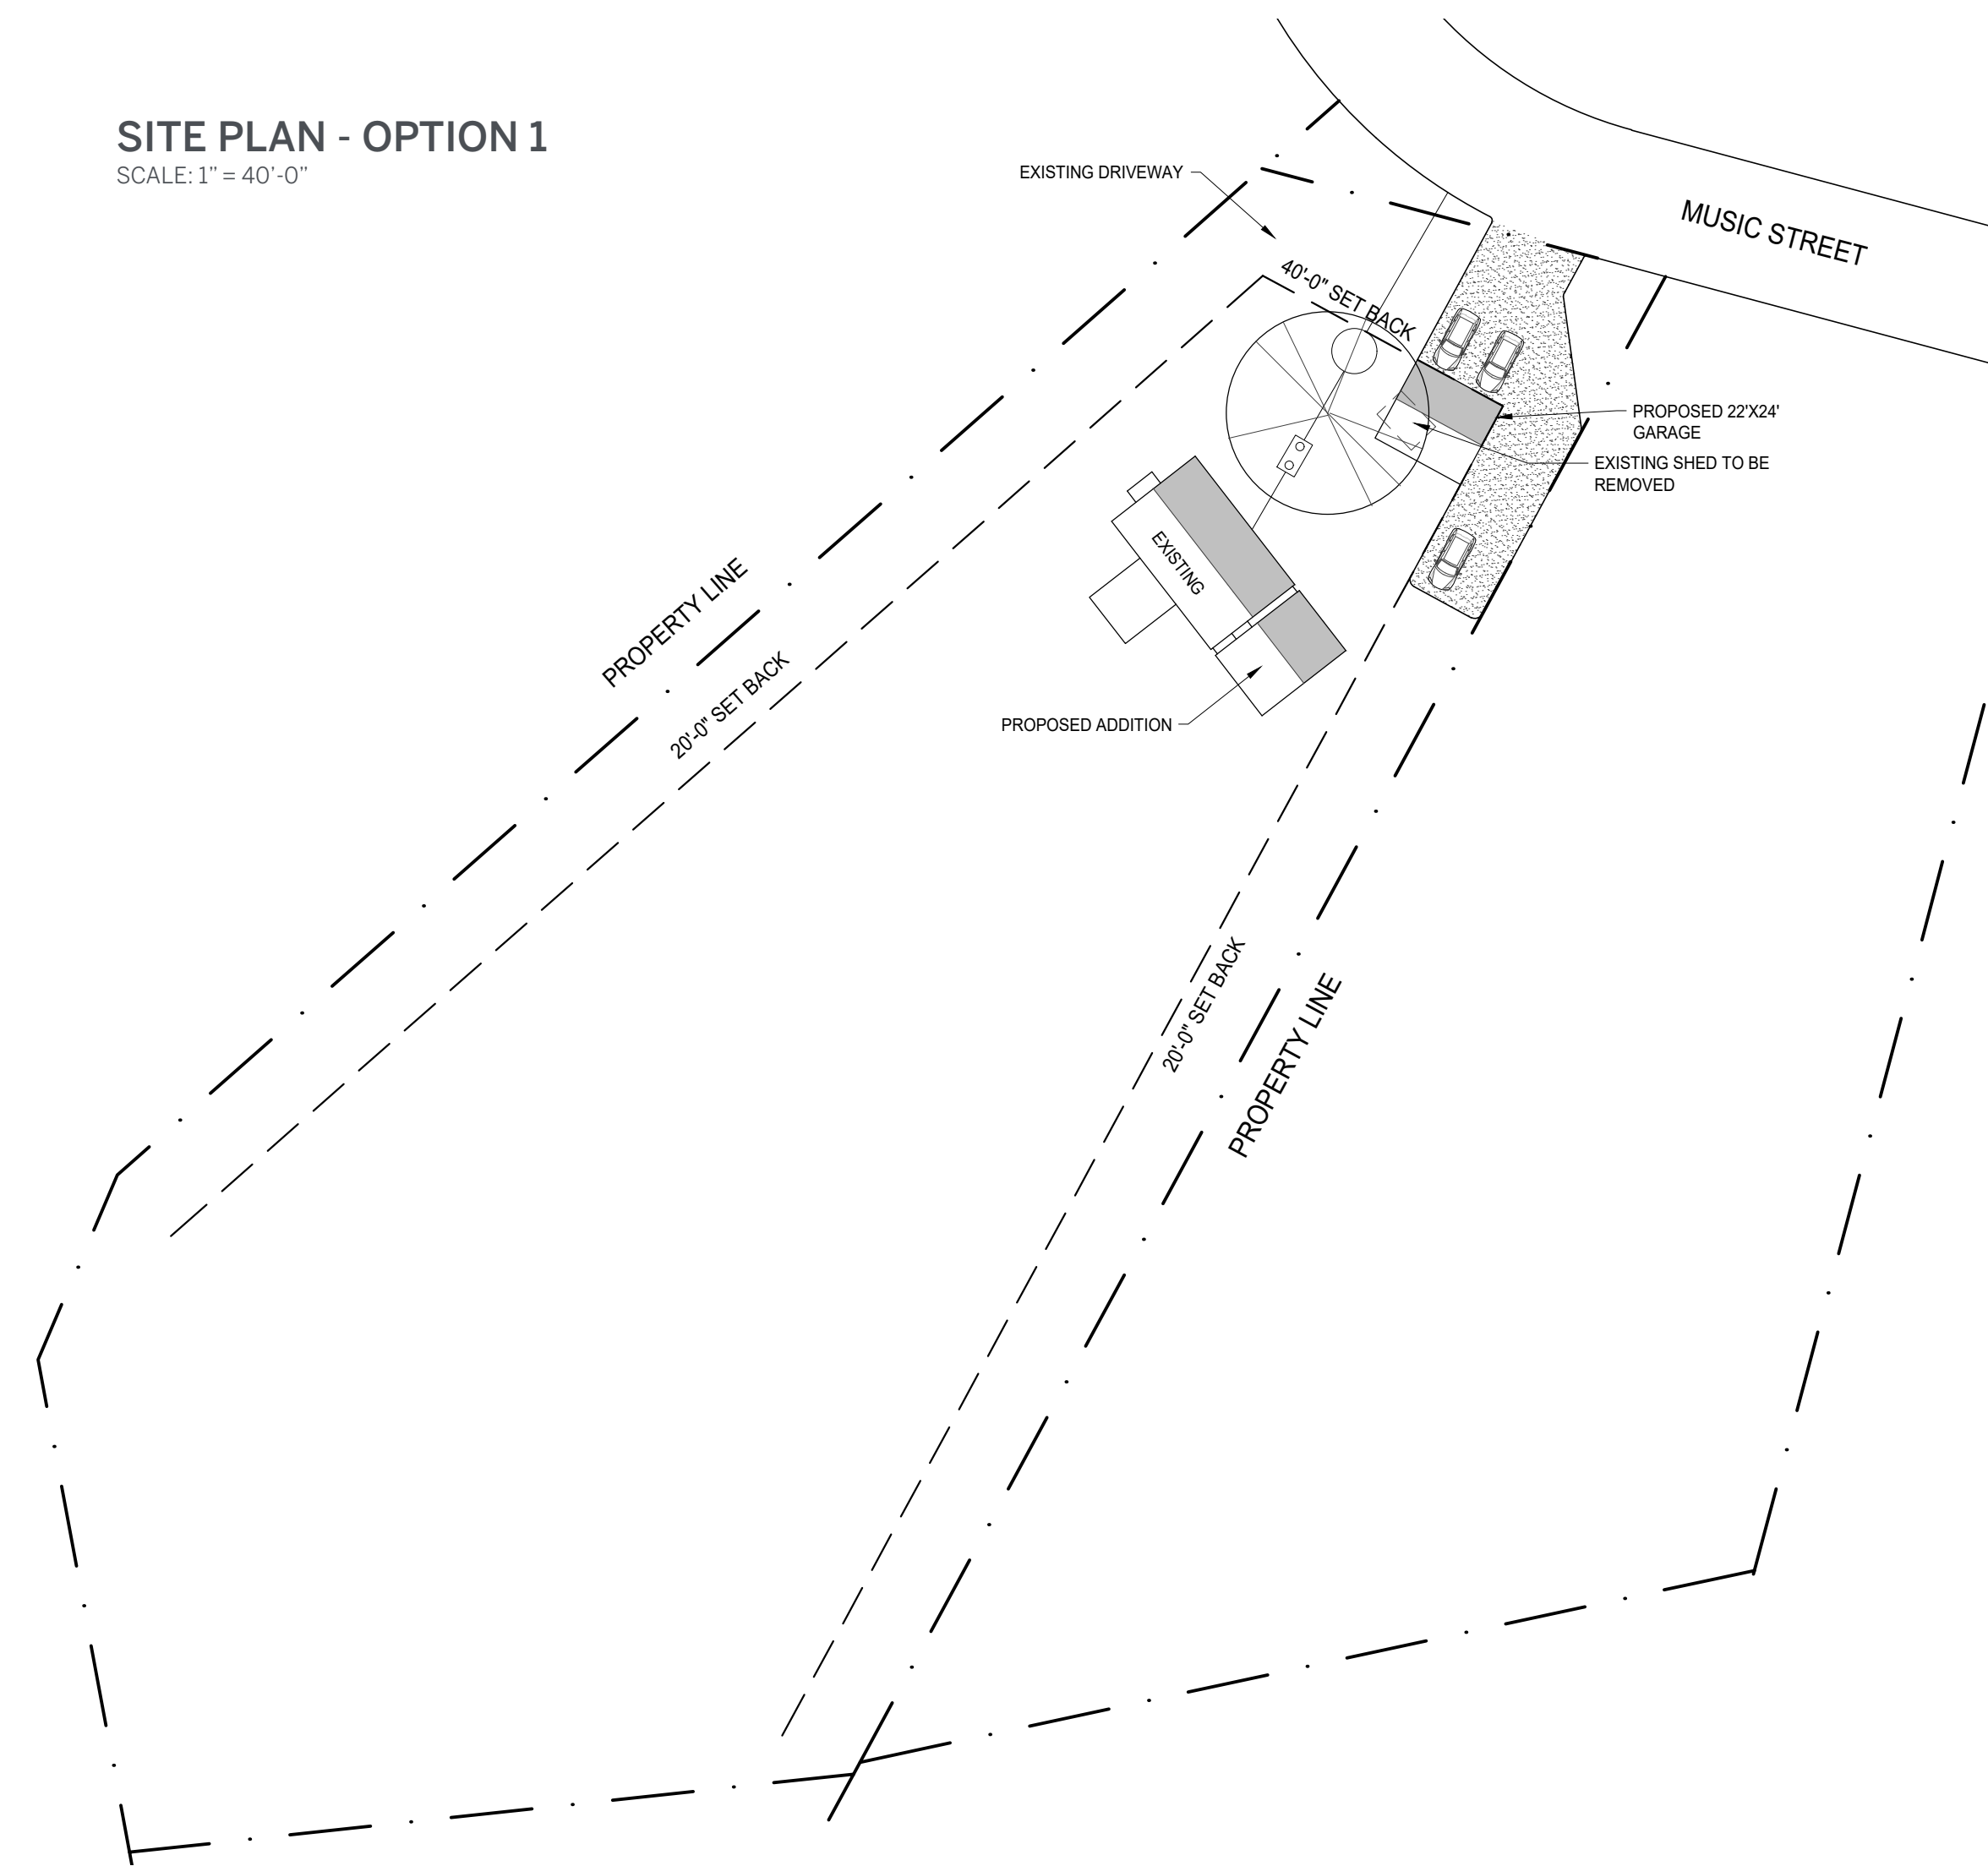 SITE PLAN - OPTION 1
SCALE: 1” = 40’-0”
EXISTING DRIVEWAY
MUSIC STREET
40'-0" SET BACK
PROPOSED 22'X24'
GARAGE
EXISTING SHED TO BE
REMOVED
EXISTING
PROPERTY LINE
20'-0" SET BACK
PROPOSED ADDITION
20'-0" SET BACK
PROPERTY LINE